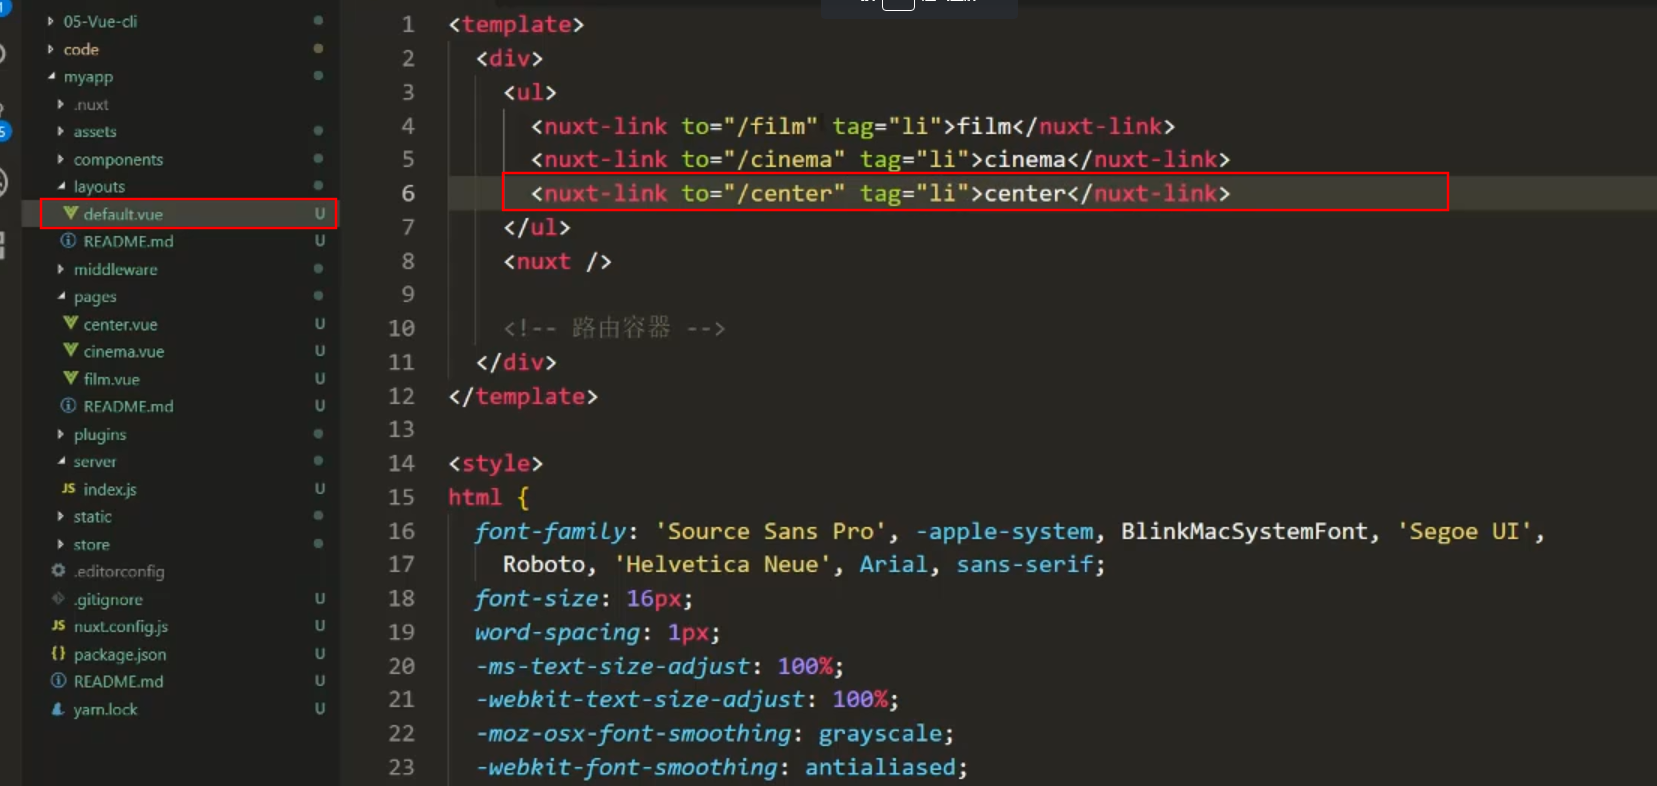 05-Vue-cli
code
myapp
.nuxt
assets
components
layouts
default.vue U
README.md U
middleware
pages
center.vue U
cinema.vue U
film.vue U
README.md U
plugins
server
JS index.js U
static
store
.editorconfig
.gitignore U
JS nuxt.config.js U
{} package.json U
README.md U
yarn.lock U
1 <template>
2 <div>
3 <ul>
4 <nuxt-link to="/film" tag="li">film</nuxt-link>
5 <nuxt-link to="/cinema" tag="li">cinema</nuxt-link>
6 <nuxt-link to="/center" tag="li">center</nuxt-link>
7 </ul>
8 <nuxt />
9
10 <!-- 路由容器 -->
11 </div>
12 </template>
13
14 <style>
15 html {
16 font-family: 'Source Sans Pro', -apple-system, BlinkMacSystemFont, 'Segoe UI',
17 Roboto, 'Helvetica Neue', Arial, sans-serif;
18 font-size: 16px;
19 word-spacing: 1px;
20 -ms-text-size-adjust: 100%;
21 -webkit-text-size-adjust: 100%;
22 -moz-osx-font-smoothing: grayscale;
23 -webkit-font-smoothing: antialiased;